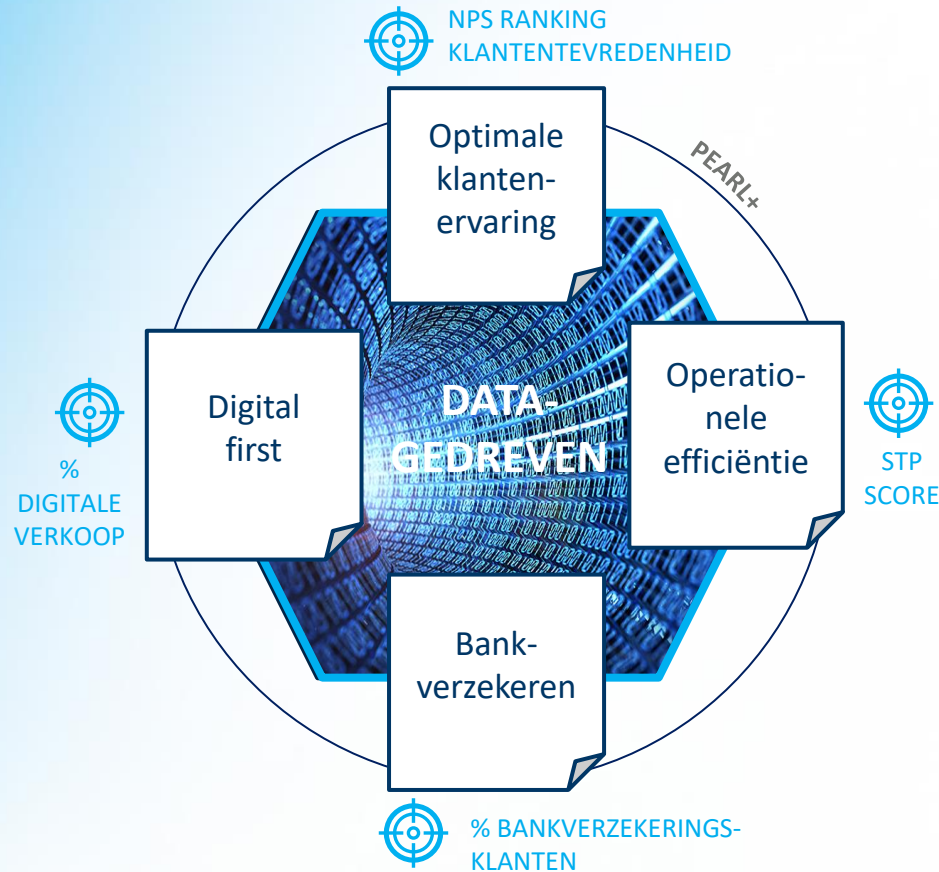 NPS RANKING
KLANTENTEVREDENHEID
Optimale
klanten-
ervaring
PEARL+
Digital
first
DATA-
GEDREVEN
Operatio-
nele
efficiëntie
%
DIGITALE
VERKOOP
STP
SCORE
Bank-
verzekeren
% BANKVERZEKERINGS-
KLANTEN